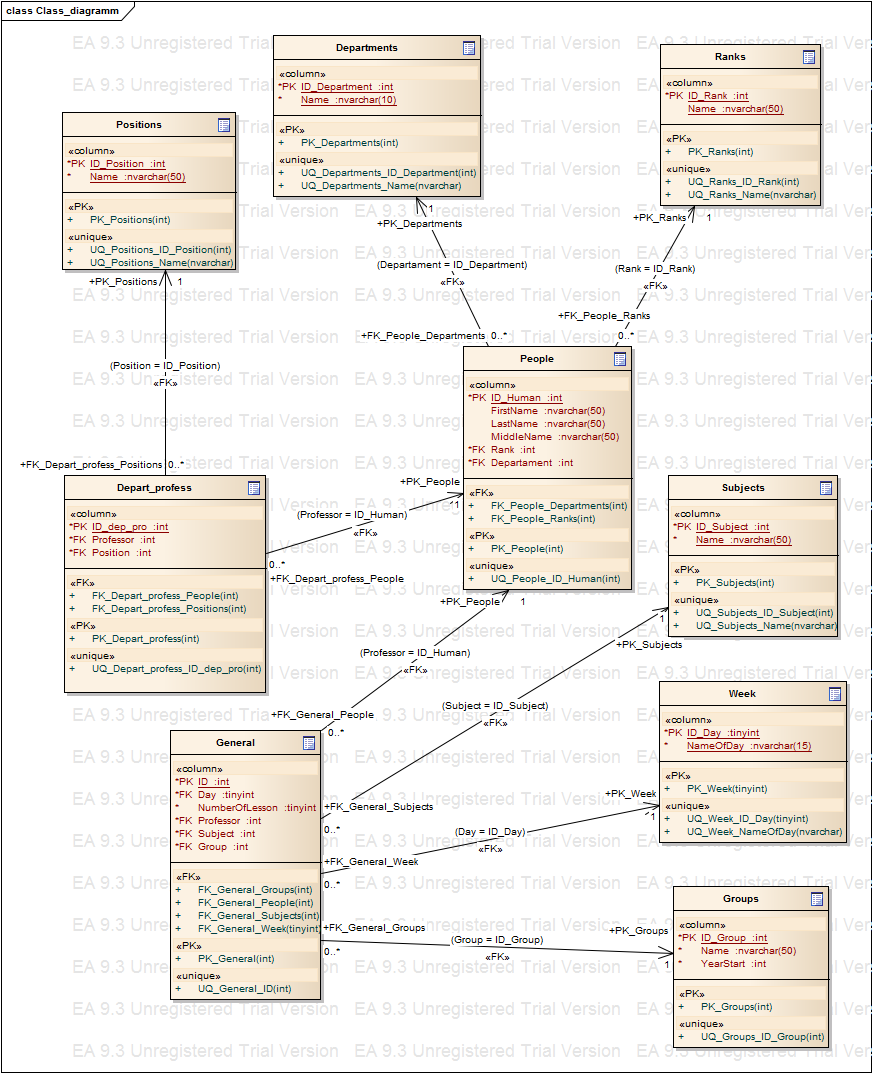 class Class_diagramm
EA 9.3 Unregistered Trial Version
Departments
«column»
*PK ID_Department :int
* Name :nvarchar(10)
«PK»
+ PK_Departments(int)
«unique»
+ UQ_Departments_ID_Department(int)
+ UQ_Departments_Name(nvarchar)
Ranks
«column»
*PK ID_Rank :int
Name :nvarchar(50)
«PK»
+ PK_Ranks(int)
«unique»
+ UQ_Ranks_ID_Rank(int)
+ UQ_Ranks_Name(nvarchar)
Positions
«column»
*PK ID_Position :int
* Name :nvarchar(50)
«PK»
+ PK_Positions(int)
«unique»
+ UQ_Positions_ID_Position(int)
+ UQ_Positions_Name(nvarchar)
+PK_Departments
1
(Departament = ID_Department)
«FK»
+FK_People_Departments 0..*
+PK_Ranks 1
(Rank = ID_Rank)
«FK»
+FK_People_Ranks
0..*
+PK_Positions 1
(Position = ID_Position)
«FK»
+FK_Depart_profess_Positions 0..*
People
«column»
*PK ID_Human :int
FirstName :nvarchar(50)
LastName :nvarchar(50)
MiddleName :nvarchar(50)
*FK Rank :int
*FK Departament :int
«FK»
+ FK_People_Departments(int)
+ FK_People_Ranks(int)
«PK»
+ PK_People(int)
«unique»
+ UQ_People_ID_Human(int)
Depart_profess
«column»
*PK ID_dep_pro :int
*FK Professor :int
*FK Position :int
«FK»
+ FK_Depart_profess_People(int)
+ FK_Depart_profess_Positions(int)
«PK»
+ PK_Depart_profess(int)
«unique»
+ UQ_Depart_profess_ID_dep_pro(int)
+PK_People
1
(Professor = ID_Human)
«FK»
0..*
+FK_Depart_profess_People
Subjects
«column»
*PK ID_Subject :int
* Name :nvarchar(50)
«PK»
+ PK_Subjects(int)
«unique»
+ UQ_Subjects_ID_Subject(int)
+ UQ_Subjects_Name(nvarchar)
+PK_People 1
(Professor = ID_Human)
«FK»
+FK_General_People
0..*
1
+PK_Subjects
(Subject = ID_Subject)
«FK»
+FK_General_Subjects
0..*
General
«column»
*PK ID :int
*FK Day :tinyint
* NumberOfLesson :tinyint
*FK Professor :int
*FK Subject :int
*FK Group :int
«FK»
+ FK_General_Groups(int)
+ FK_General_People(int)
+ FK_General_Subjects(int)
+ FK_General_Week(tinyint)
«PK»
+ PK_General(int)
«unique»
+ UQ_General_ID(int)
Week
«column»
*PK ID_Day :tinyint
* NameOfDay :nvarchar(15)
«PK»
+ PK_Week(tinyint)
«unique»
+ UQ_Week_ID_Day(tinyint)
+ UQ_Week_NameOfDay(nvarchar)
+PK_Week
1
(Day = ID_Day)
«FK»
+FK_General_Week
0..*
+FK_General_Groups
0..*
(Group = ID_Group)
«FK»
+PK_Groups
1
Groups
«column»
*PK ID_Group :int
* Name :nvarchar(50)
* YearStart :int
«PK»
+ PK_Groups(int)
«unique»
+ UQ_Groups_ID_Group(int)